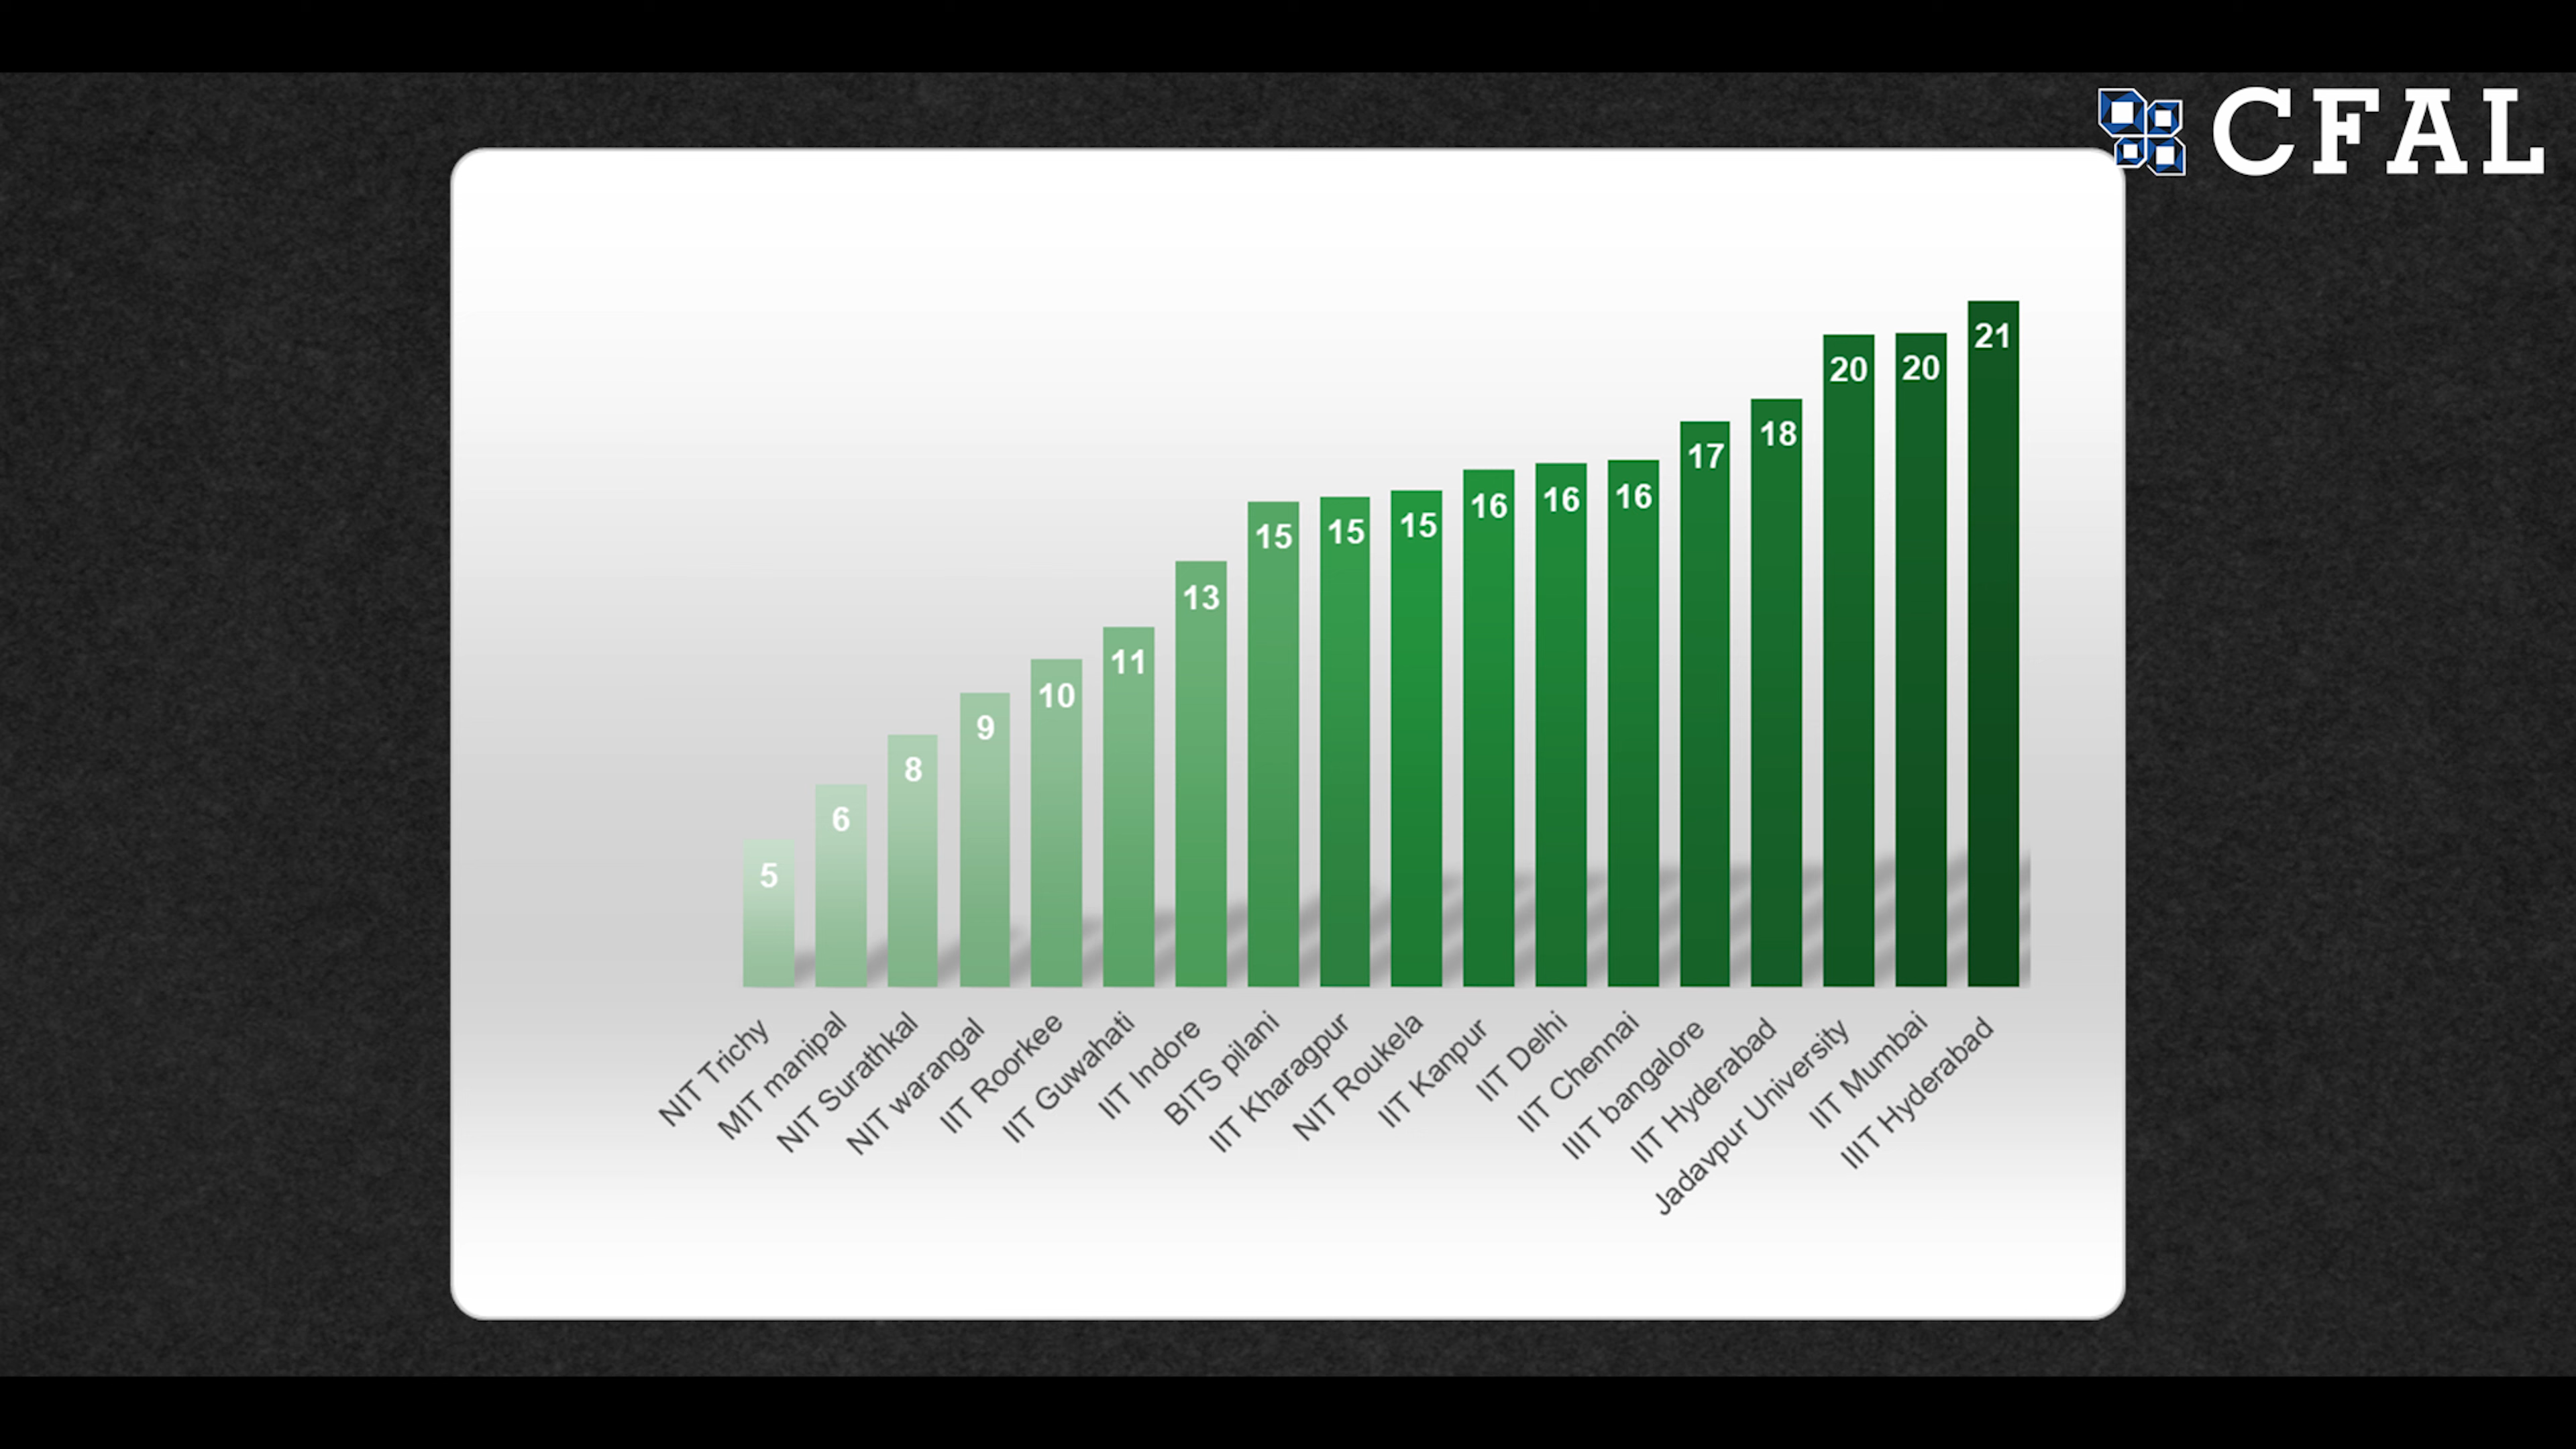 CFAL
5
6
8
9
10
11
13
15
15
15
16
16
16
17
18
20
20
21
NIT Trichy
MIT manipal
NIT Surathkal
NIT warangal
IIT Roorkee
IIT Guwahati
IIT Indore
BITS pilani
IIT Kharagpur
NIT Roukela
IIT Kanpur
IIT Delhi
IIT Chennai
IIIT bangalore
IIT Hyderabad
Jadavpur University
IIT Mumbai
IIIT Hyderabad